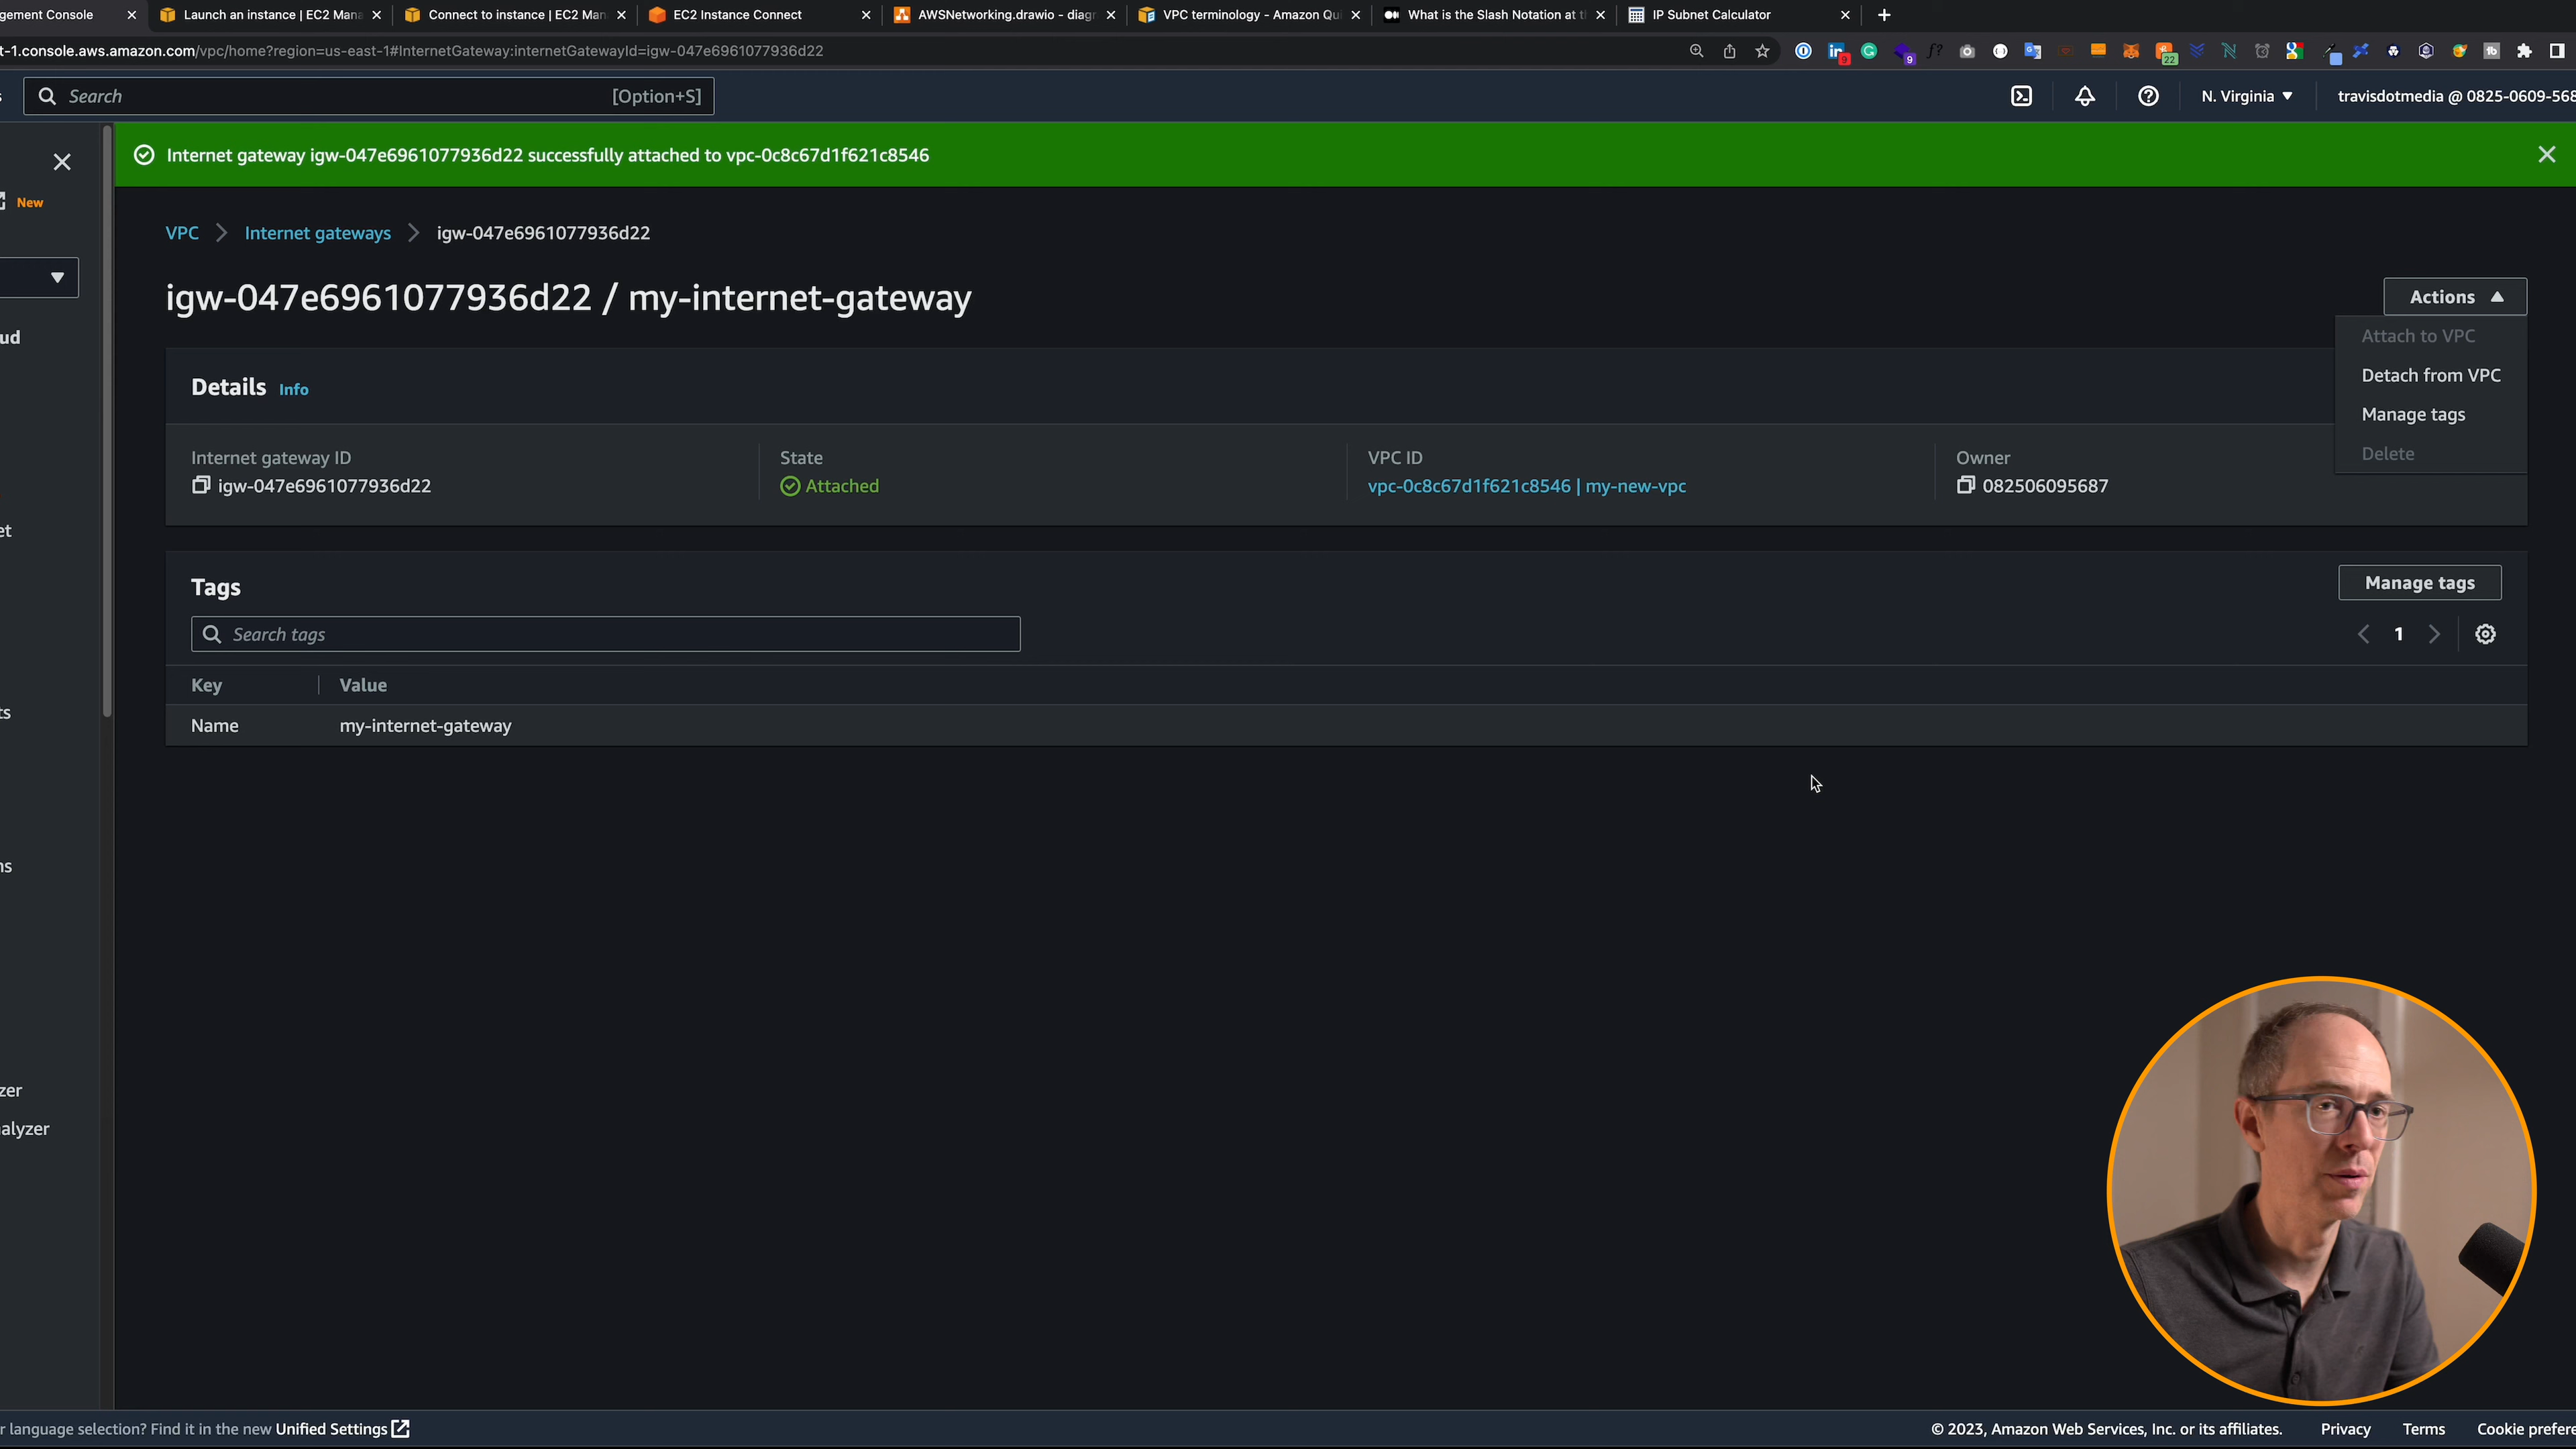 gement Console
Launch an instance | EC2 Mana
Connect to instance | EC2 Man
EC2 Instance Connect
AWSNetworking.drawio - diagr
VPC terminology - Amazon Qui
What is the Slash Notation at th
IP Subnet Calculator
t-1.console.aws.amazon.com/vpc/home?region=us-east-1#InternetGateway:internetGatewayId=igw-047e6961077936d22
9
9
22
s
Search
[Option+S]
N. Virginia
travisdotmedia @ 0825-0609-568
Internet gateway igw-047e6961077936d22 successfully attached to vpc-0c8c67d1f621c8546
New
VPC
Internet gateways
igw-047e6961077936d22
igw-047e6961077936d22 / my-internet-gateway
Actions
Attach to VPC
Detach from VPC
Manage tags
Delete
ud
Details Info
Internet gateway ID
igw-047e6961077936d22
State
Attached
VPC ID
vpc-0c8c67d1f621c8546 | my-new-vpc
Owner
082506095687
et
Tags
Manage tags
Search tags
1
Key
Value
ts
Name
my-internet-gateway
ns
zer
alyzer
r language selection? Find it in the new Unified Settings
© 2023, Amazon Web Services, Inc. or its affiliates.
Privacy
Terms
Cookie prefere